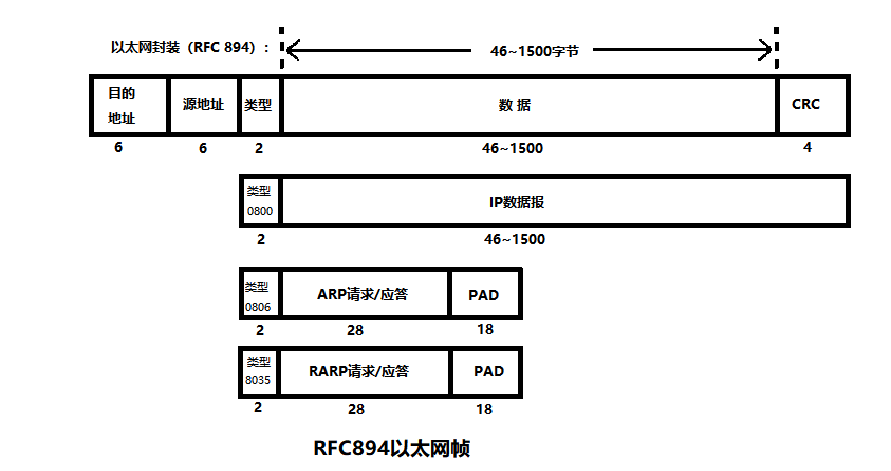 以太网封装（RFC 894）：
46~1500字节
目的
地址
源地址
类型
数 据
CRC
6
6
2
46~1500
4
类型
0800
IP数据报
2
46~1500
类型
0806
ARP请求/应答
PAD
2
28
18
类型
8035
RARP请求/应答
PAD
2
28
18
RFC894以太网帧